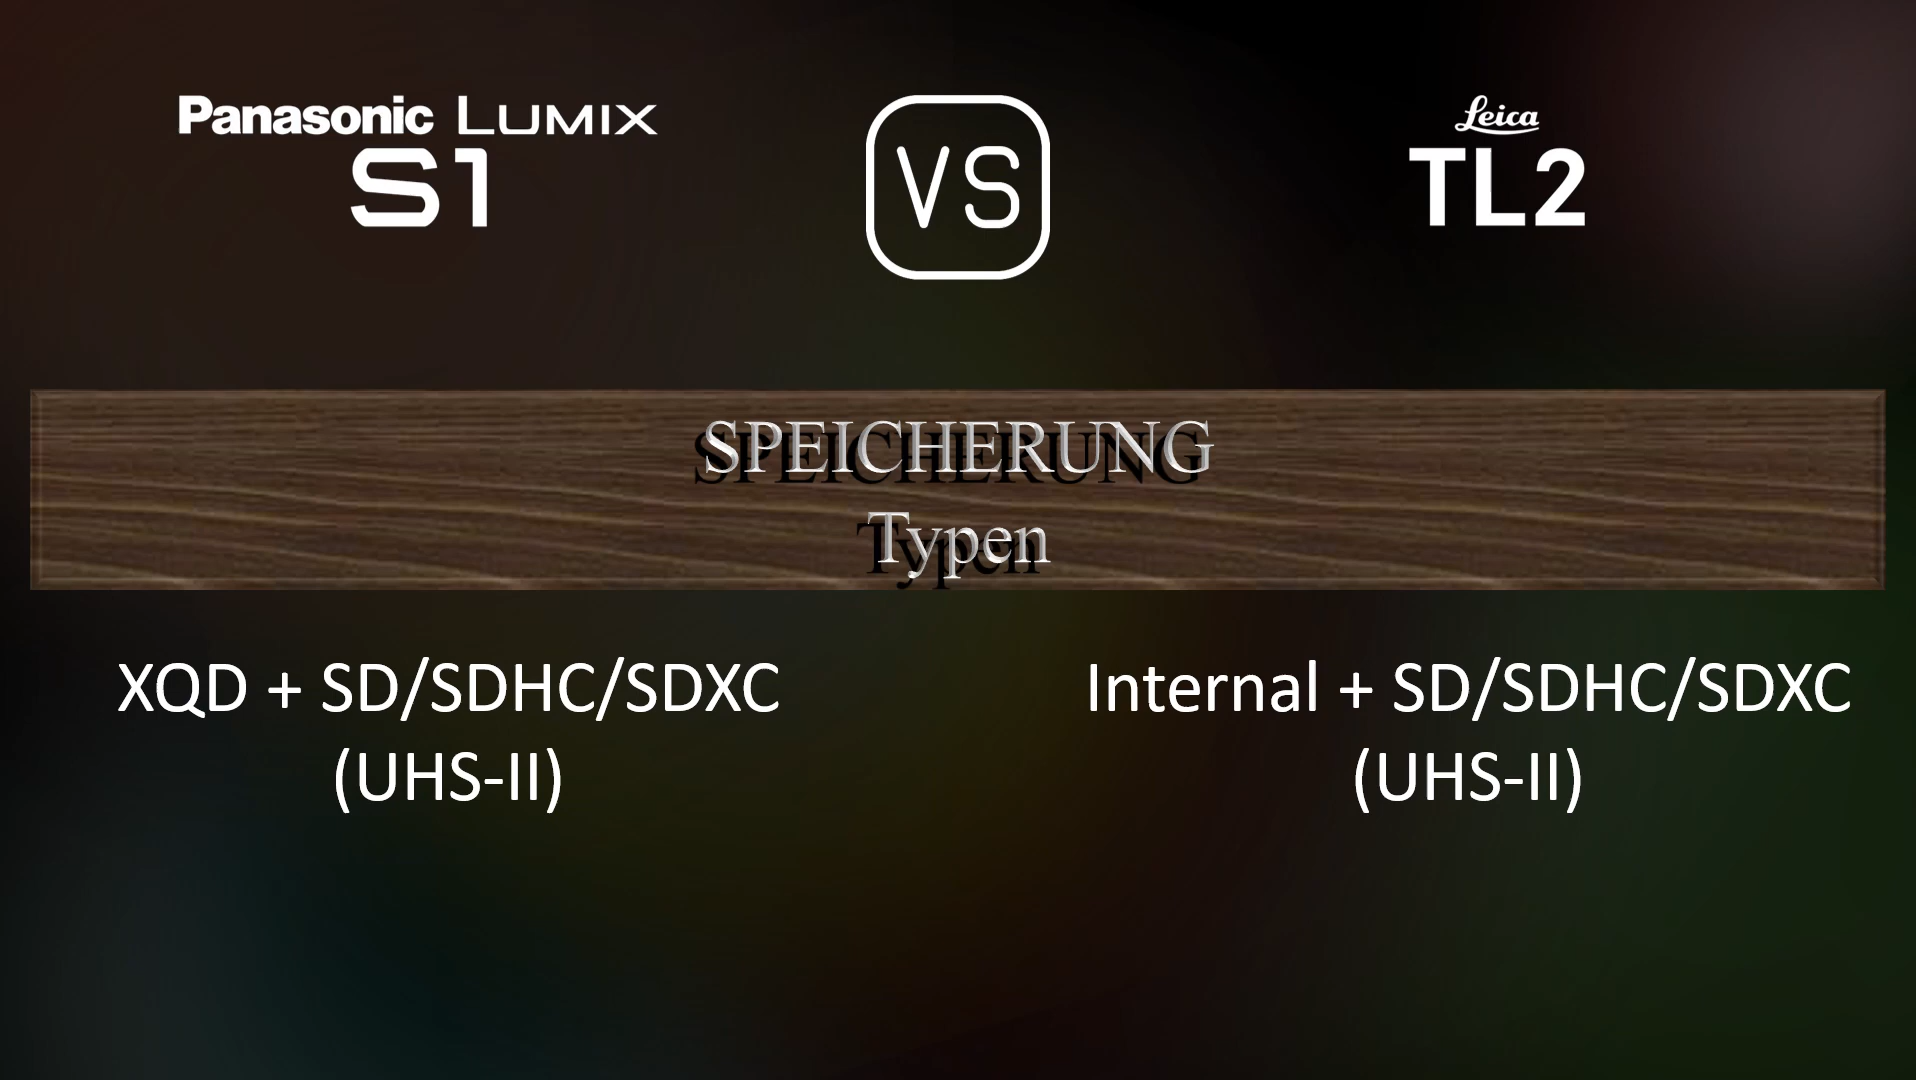 Panasonic LUMIX
S1
VS
Leica
TL2
SPEICHERUNG
Typen
XQD + SD/SDHC/SDXC
(UHS-II)
Internal + SD/SDHC/SDXC
(UHS-II)